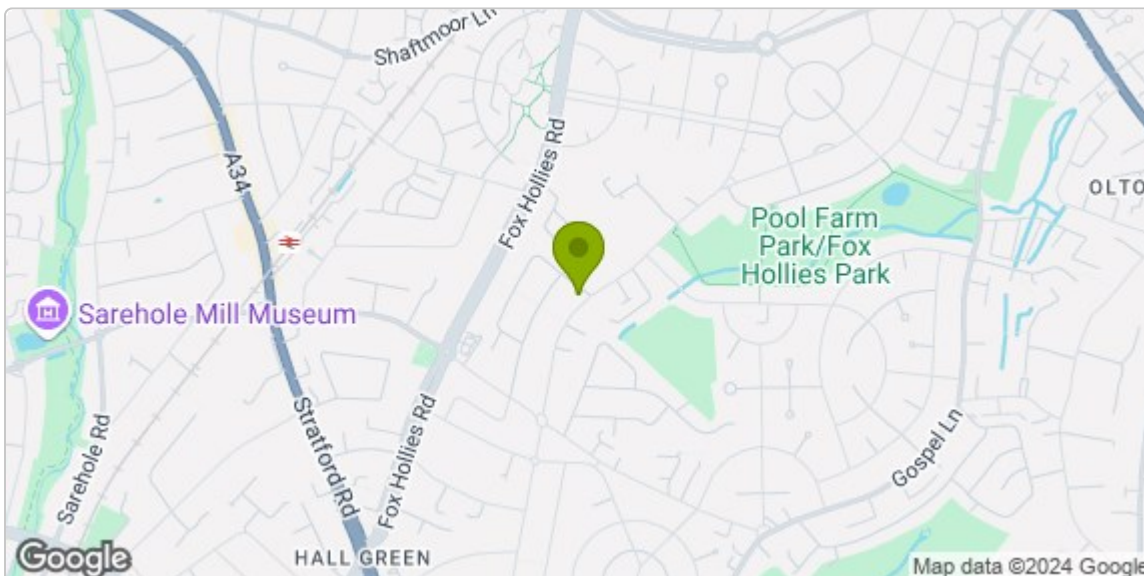 Shaftmoor Ln
Fox Hollies Rd
A34
OLTO
Pool Farm
Park/Fox
Hollies Park
Sarehole Mill Museum
Stratford Rd
Fox Hollies Rd
Sarehole Rd
Gospel Ln
HALL GREEN
Google
Map data ©2024 Google